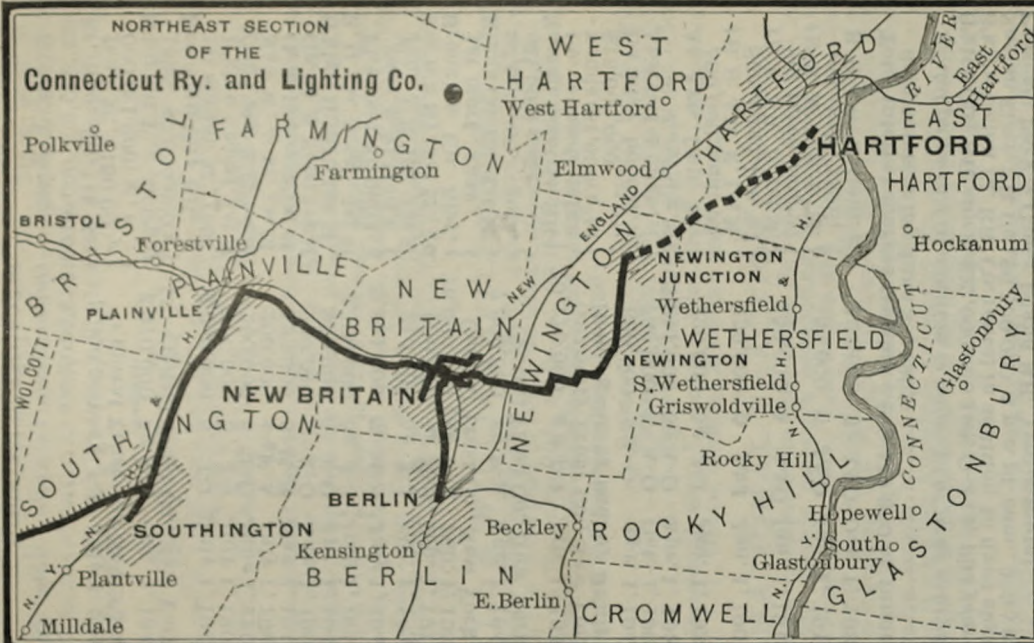 NORTHEAST SECTION
OF THE
Connecticut Ry. and Lighting Co.
WEST
HARTFORD
West Hartford
HARTFORD
RIVER
East
Hartford
EAST
HARTFORD
HARTFORD
Polkville
BRISTOL
FARMINGTON
Farmington
Elmwood
NEW ENGLAND
BRISTOL
Forestville
PLAINVILLE
PLAINVILLE
NEW
BRITAIN
NEWINGTON
NEWINGTON
JUNCTION
Hockanum
Wethersfield
WETHERSFIELD
NEWINGTON
S.Wethersfield
Griswoldville
Glastonbury
CONNECTICUT
GLASTONBURY
WOLCOTT
NEW BRITAIN
SOUTHINGTON
SOUTHINGTON
BERLIN
Rocky Hill
ROCKY HILL
Beckley
Hopewell
South
Glastonbury
Kensington
BERLIN
E.Berlin
CROMWELL
Plantville
Milldale
N. Y. N. H. & H.
N. Y. N. H. & H.